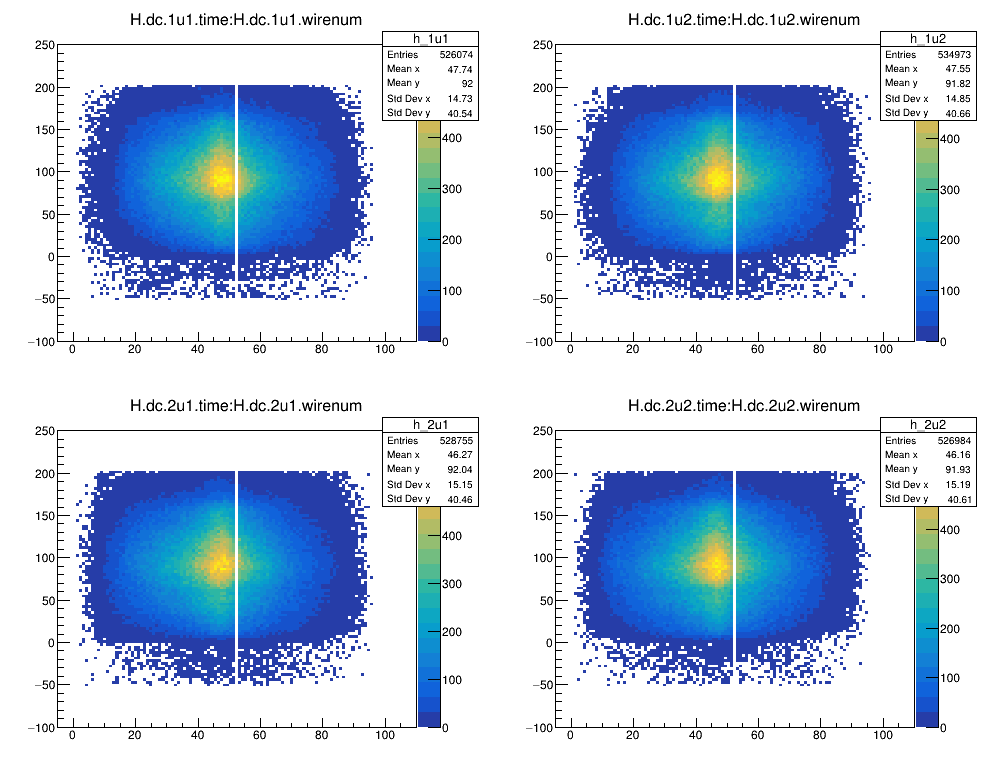 H.dc.1u1.time:H.dc.1u1.wirenum
h_1u1
Entries 526074
Mean x 47.74
Mean y 92
Std Dev x 14.73
Std Dev y 40.54
250
200
150
100
50
0
−50
−100
0 20 40 60 80 100
400
300
200
100
0
H.dc.1u2.time:H.dc.1u2.wirenum
h_1u2
Entries 534973
Mean x 47.55
Mean y 91.82
Std Dev x 14.85
Std Dev y 40.66
250
200
150
100
50
0
−50
−100
0 20 40 60 80 100
400
300
200
100
0
H.dc.2u1.time:H.dc.2u1.wirenum
h_2u1
Entries 528755
Mean x 46.27
Mean y 92.04
Std Dev x 15.15
Std Dev y 40.46
250
200
150
100
50
0
−50
−100
0 20 40 60 80 100
400
300
200
100
0
H.dc.2u2.time:H.dc.2u2.wirenum
h_2u2
Entries 526984
Mean x 46.16
Mean y 91.93
Std Dev x 15.19
Std Dev y 40.61
250
200
150
100
50
0
−50
−100
0 20 40 60 80 100
400
300
200
100
0